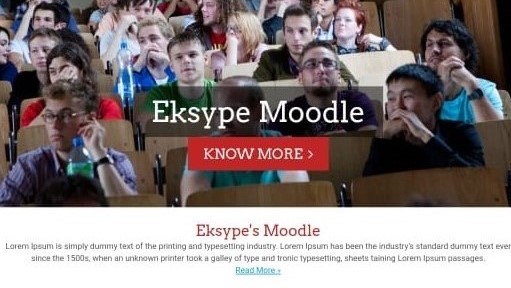 Eksype Moodle
KNOW MORE >
Eksype's Moodle
Lorem Ipsum is simply dummy text of the printing and typesetting industry. Lorem Ipsum has been the industry's standard dummy text ever
since the 1500s, when an unknown printer took a galley of type and tronic typesetting, sheets taining Lorem Ipsum passages.
Read More »